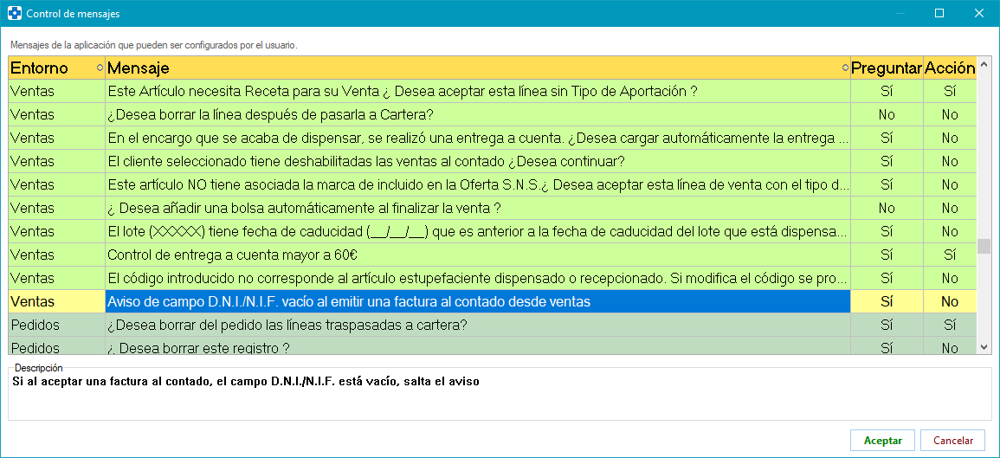 Control de mensajes
Mensajes de la aplicación que pueden ser configurados por el usuario.
Entorno Mensaje Preguntar Acción
Ventas Este Artículo necesita Receta para su Venta ¿ Desea aceptar esta línea sin Tipo de Aportación ? Sí Sí
Ventas ¿Desea borrar la línea después de pasarla a Cartera? No No
Ventas En el encargo que se acaba de dispensar, se realizó una entrega a cuenta. ¿Desea cargar automáticamente la entrega ... Sí No
Ventas El cliente seleccionado tiene deshabilitadas las ventas al contado ¿Desea continuar? Sí No
Ventas Este artículo NO tiene asociada la marca de incluido en la Oferta S.N.S.¿ Desea aceptar esta línea de venta con el tipo d... Sí No
Ventas ¿ Desea añadir una bolsa automáticamente al finalizar la venta ? No No
Ventas El lote (XXXXX) tiene fecha de caducidad (__/__/__) que es anterior a la fecha de caducidad del lote que está dispensa... Sí No
Ventas Control de entrega a cuenta mayor a 60€ Sí Sí
Ventas El código introducido no corresponde al artículo estupefaciente dispensado o recepcionado. Si modifica el código se pro... Sí No
Ventas Aviso de campo D.N.I./N.I.F. vacío al emitir una factura al contado desde ventas Sí No
Pedidos ¿Desea borrar del pedido las líneas traspasadas a cartera? Sí Sí
Pedidos ¿ Desea borrar este registro ? Sí No
Descripción
Si al aceptar una factura al contado, el campo D.N.I./N.I.F. está vacío, salta el aviso
Aceptar Cancelar